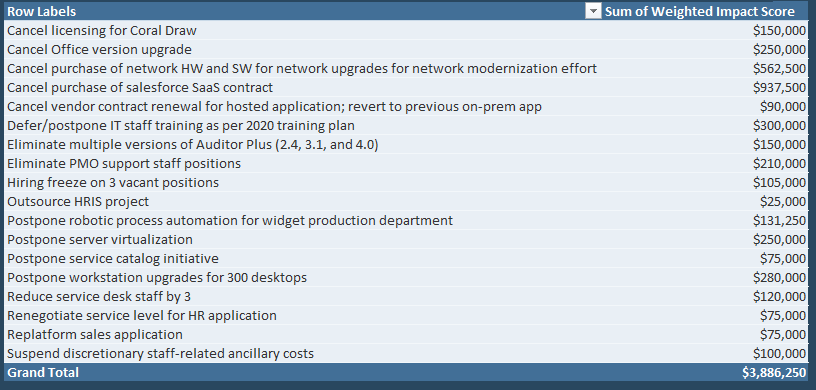 Row Labels Sum of Weighted Impact Score
Cancel licensing for Coral Draw $150,000
Cancel Office version upgrade $250,000
Cancel purchase of network HW and SW for network upgrades for network modernization effort $562,500
Cancel purchase of salesforce SaaS contract $937,500
Cancel vendor contract renewal for hosted application; revert to previous on-prem app $90,000
Defer/postpone IT staff training as per 2020 training plan $300,000
Eliminate multiple versions of Auditor Plus (2.4, 3.1, and 4.0) $150,000
Eliminate PMO support staff positions $210,000
Hiring freeze on 3 vacant positions $105,000
Outsource HRIS project $25,000
Postpone robotic process automation for widget production department $131,250
Postpone server virtualization $250,000
Postpone service catalog initiative $75,000
Postpone workstation upgrades for 300 desktops $280,000
Reduce service desk staff by 3 $120,000
Renegotiate service level for HR application $75,000
Replatform sales application $75,000
Suspend discretionary staff-related ancillary costs $100,000
Grand Total $3,886,250